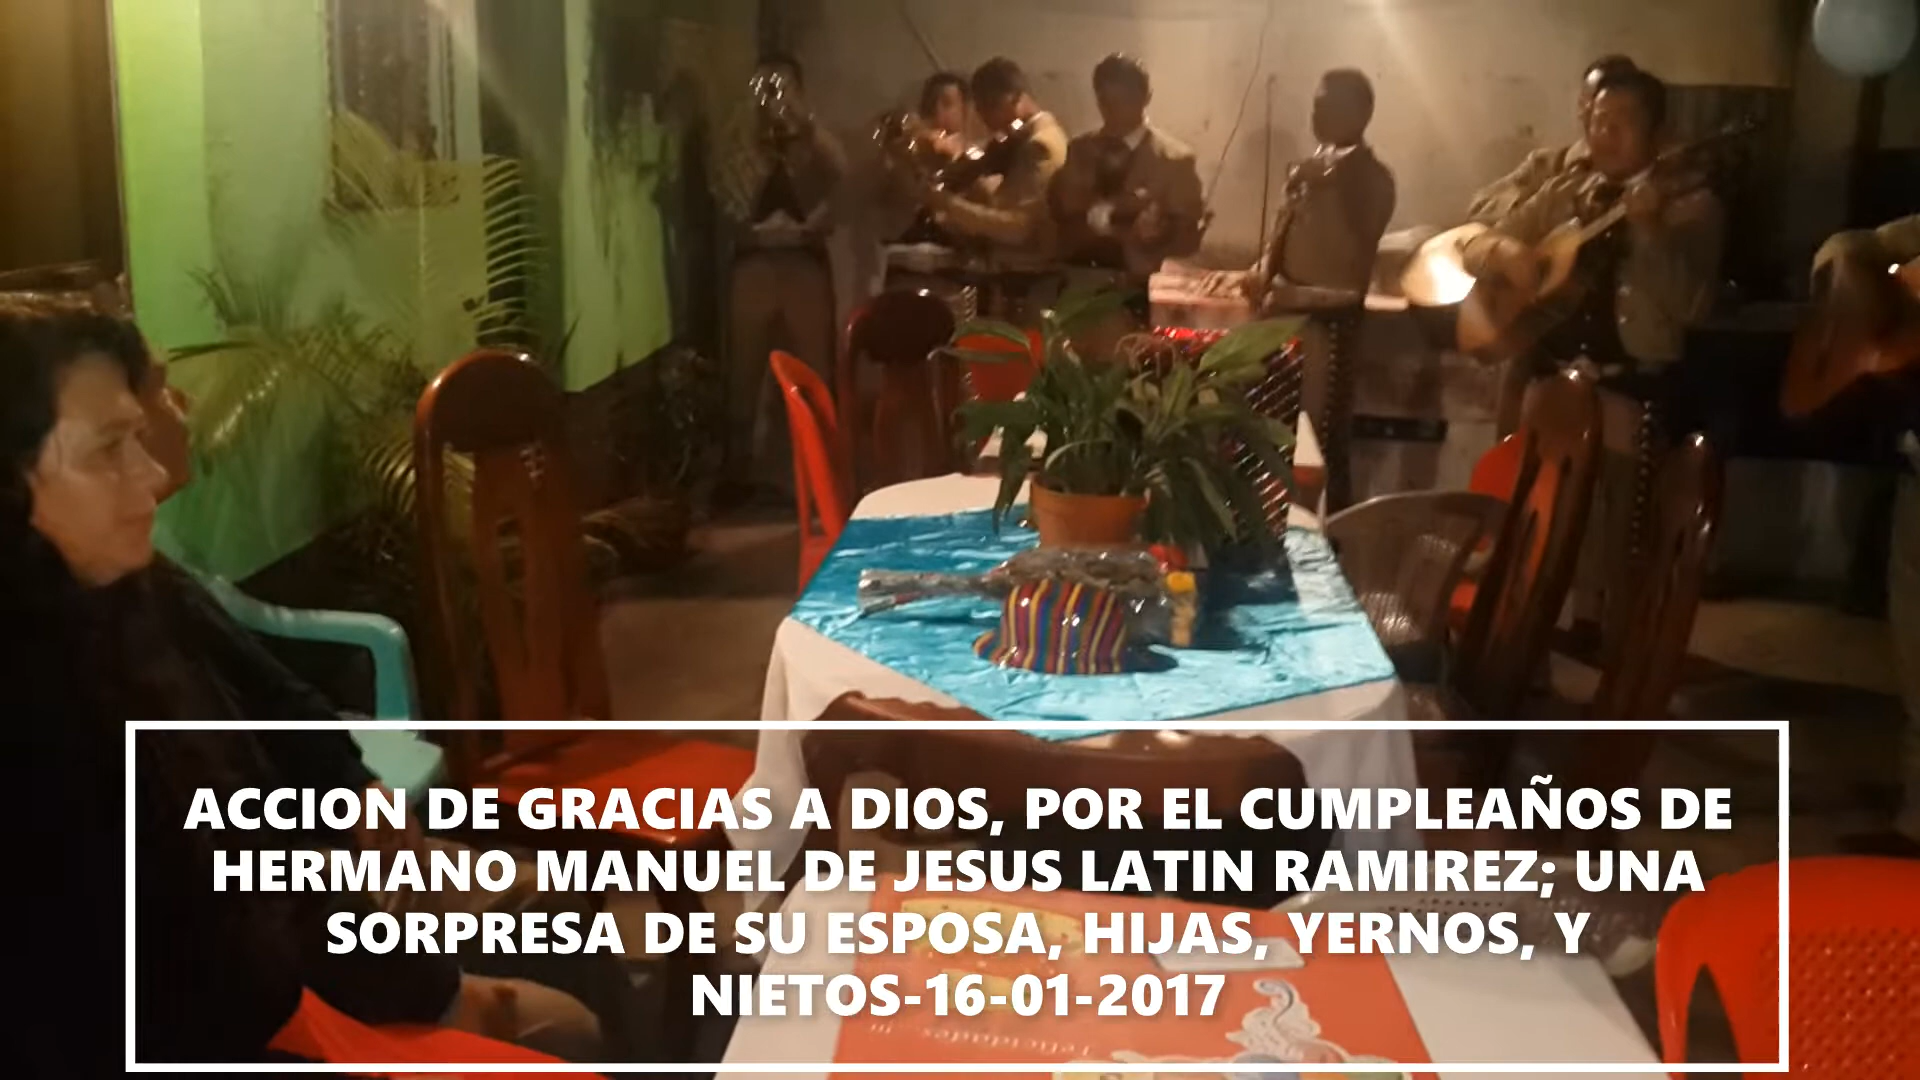 ACCION DE GRACIAS A DIOS, POR EL CUMPLEAÑOS DE
HERMANO MANUEL DE JESUS LATIN RAMIREZ; UNA
SORPRESA DE SU ESPOSA, HIJAS, YERNOS, Y
NIETOS-16-01-2017
Felicidades